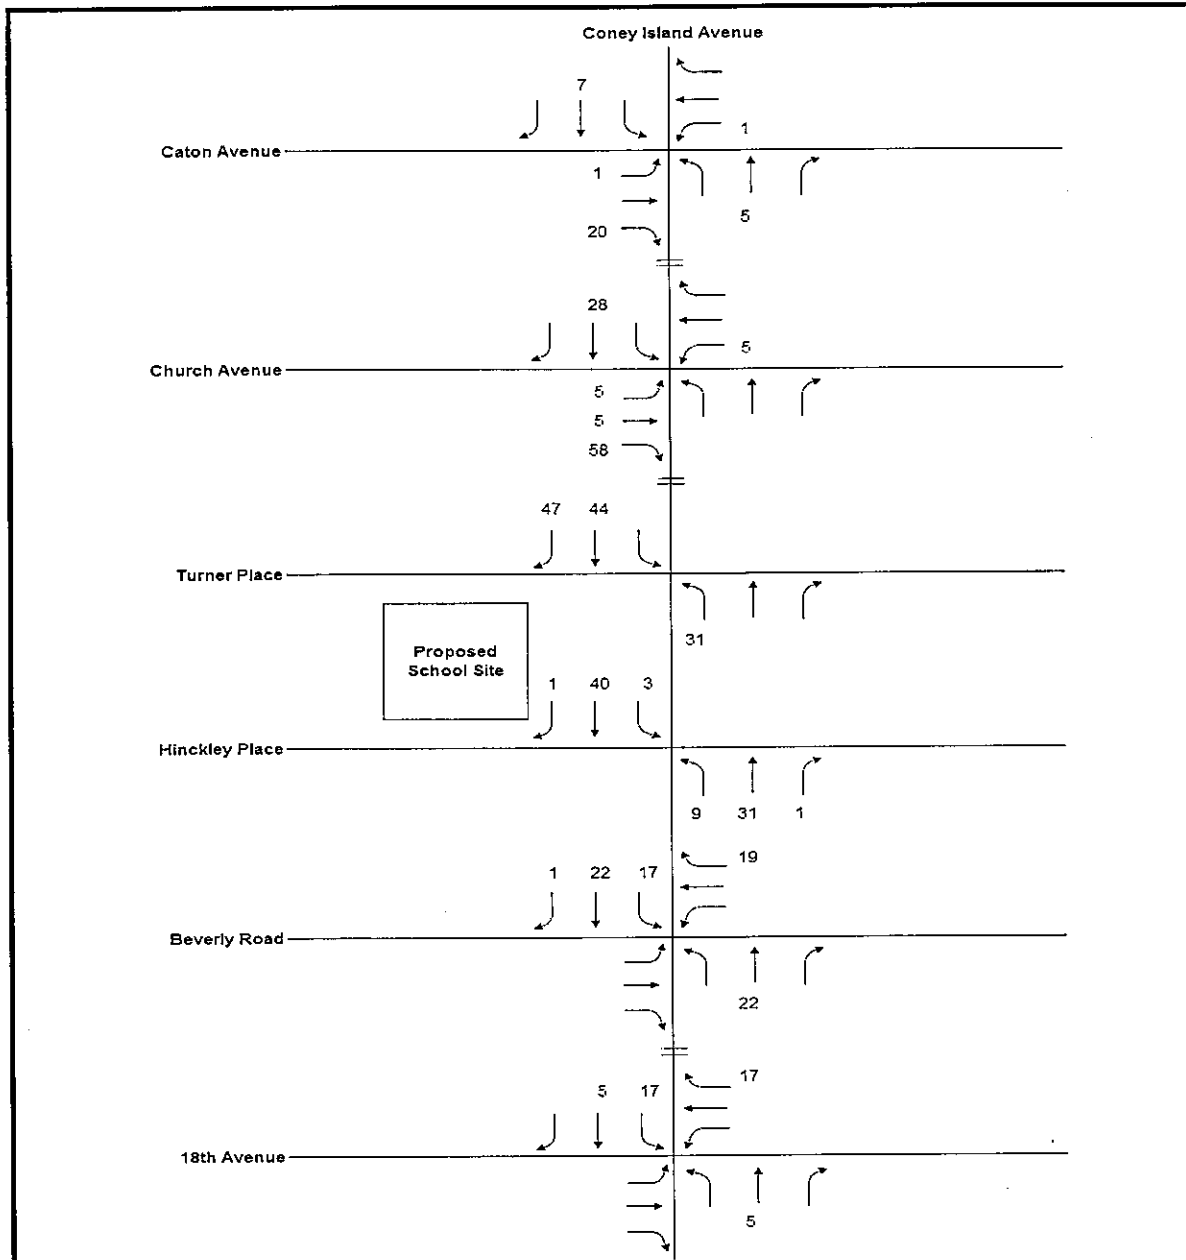 Coney Island Avenue
7
1
Caton Avenue
1
5
20
28
5
Church Avenue
5
5
58
47 44
Turner Place
31
Proposed
School Site
1 40 3
Hinckley Place
9 31 1
19
1 22 17
Beverly Road
22
17
5 17
18th Avenue
5